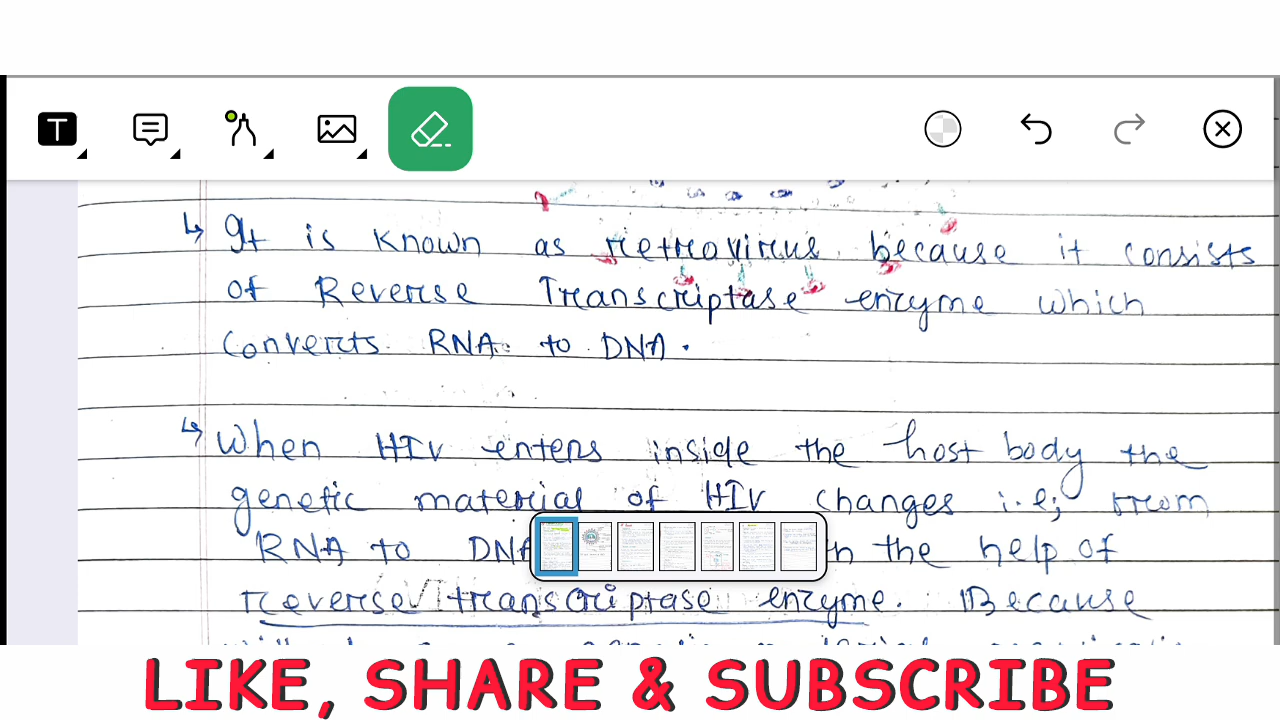 T
It is known as retrovirus because it consists
of Reverse Transcriptase enzyme which
converts RNA to DNA.
When HIV enters inside the host body the
genetic material of HIV changes i.e; from
RNA to DNA the help of
reverse transcriptase enzyme. Because
LIKE, SHARE & SUBSCRIBE